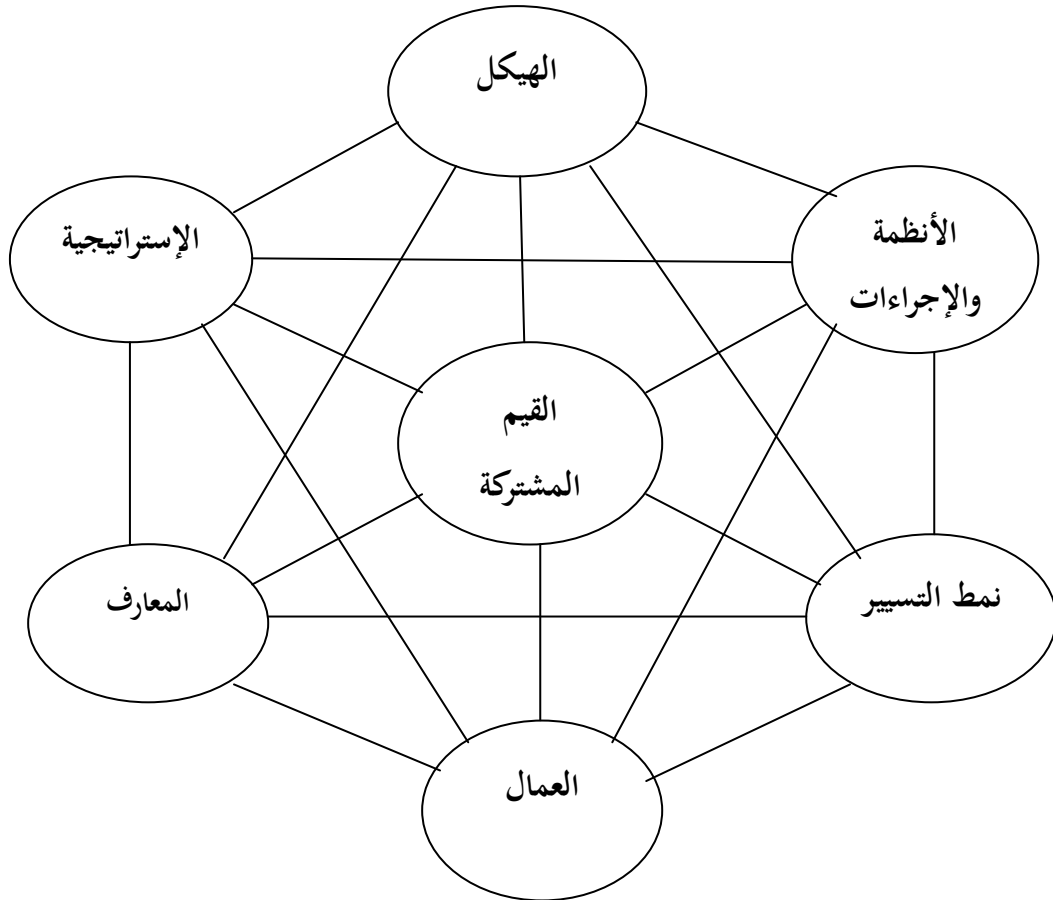 الهيكل
الأنظمة
والإجراءات
الإستراتيجية
القيم
المشتركة
نمط التسيير
المعارف
العمال